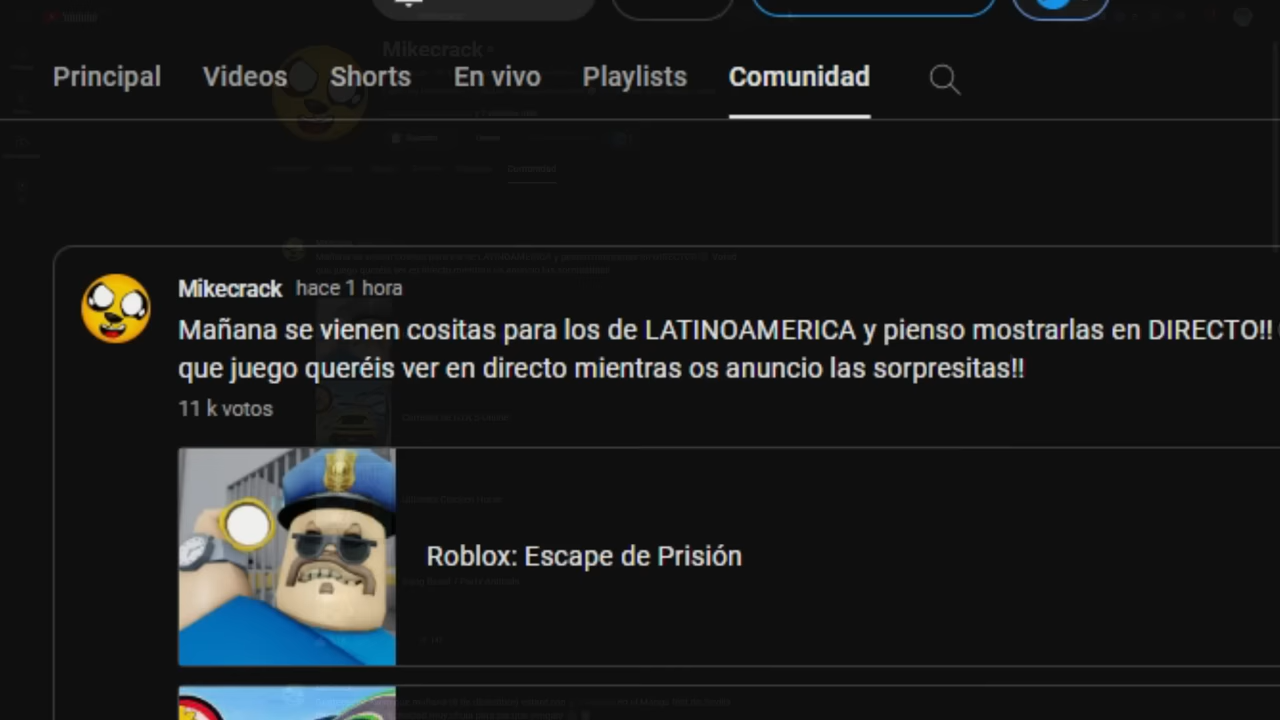 Mikecrack
Principal Videos Shorts En vivo Playlists Comunidad
Comunidad
Mikecrack hace 1 hora
Mañana se vienen cositas para los de LATINOAMERICA y pienso mostrarlas en DIRECTO!!
que juego queréis ver en directo mientras os anuncio las sorpresitas!!
11 k votos
Roblox: Escape de Prisión